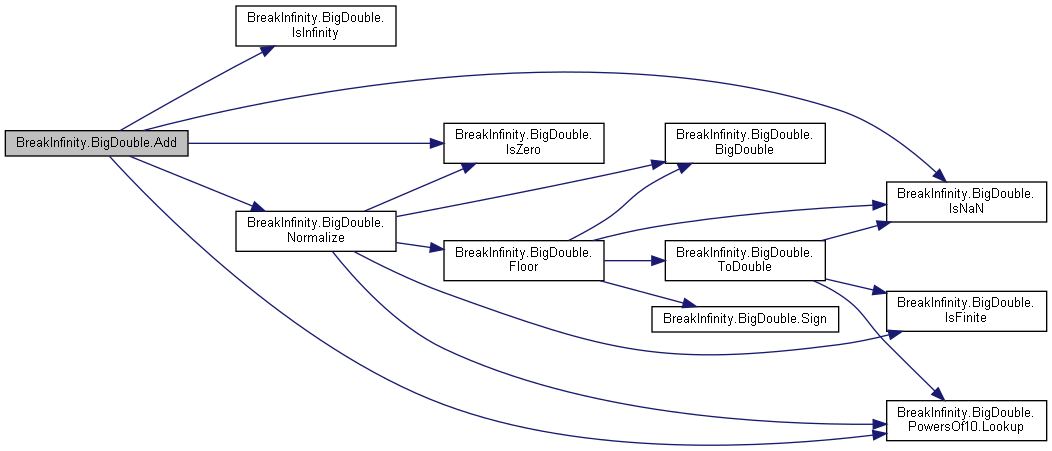 BreakInfinity.BigDouble.
IsInfinity
BreakInfinity.BigDouble.Add
BreakInfinity.BigDouble.
IsZero
BreakInfinity.BigDouble.
BigDouble
BreakInfinity.BigDouble.
IsNaN
BreakInfinity.BigDouble.
Normalize
BreakInfinity.BigDouble.
Floor
BreakInfinity.BigDouble.
ToDouble
BreakInfinity.BigDouble.Sign
BreakInfinity.BigDouble.
IsFinite
BreakInfinity.BigDouble.
PowersOf10.Lookup